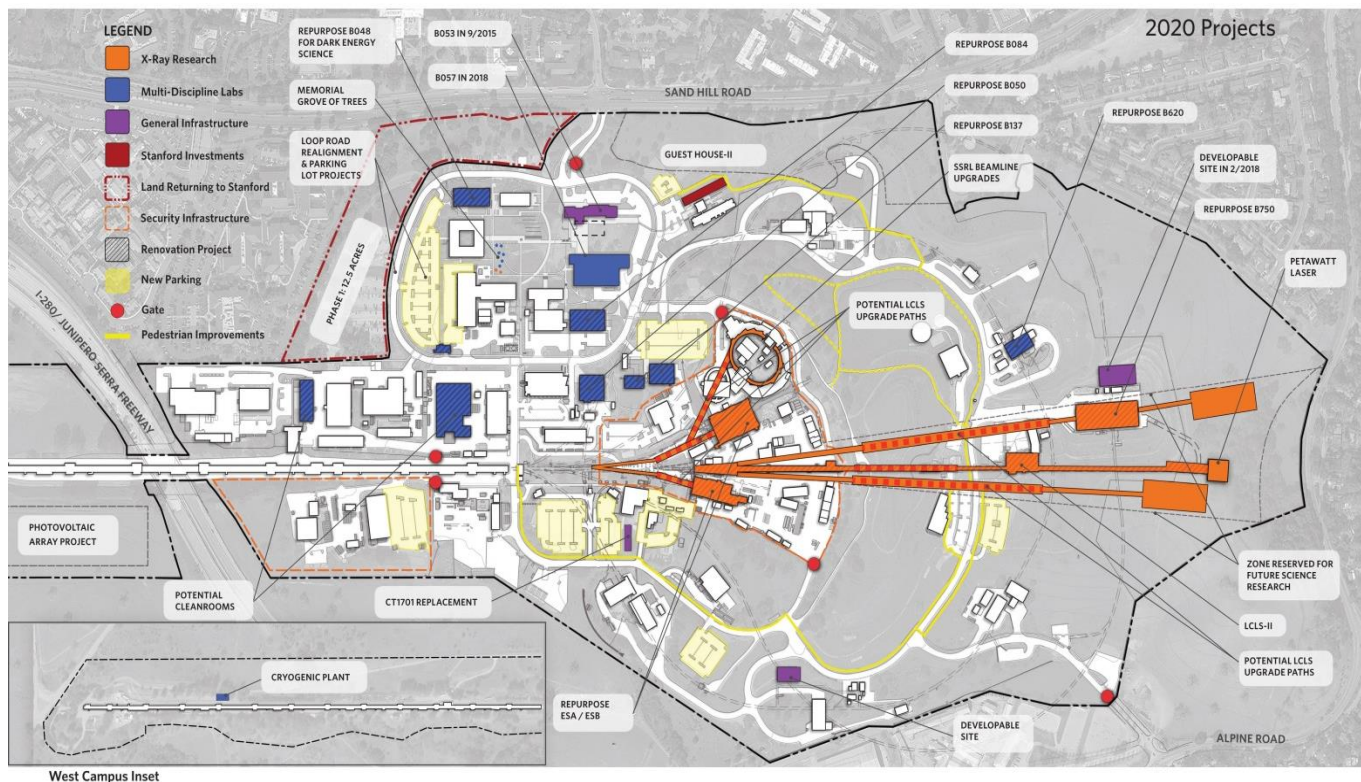 2020 Projects
LEGEND
X-Ray Research
Multi-Discipline Labs
General Infrastructure
Stanford Investments
Land Returning to Stanford
Security Infrastructure
Renovation Project
New Parking
Gate
Pedestrian Improvements
REPURPOSE B048
FOR DARK ENERGY
SCIENCE
MEMORIAL
GROVE OF TREES
LOOP ROAD
REALIGNMENT
& PARKING
LOT PROJECTS
B053 IN 9/2015
B057 IN 2018
SAND HILL ROAD
GUEST HOUSE-II
REPURPOSE B084
REPURPOSE B050
REPURPOSE B137
SSRL BEAMLINE
UPGRADES
REPURPOSE B620
DEVELOPABLE
SITE IN 2/2018
REPURPOSE B750
PETAWATT
LASER
PHASE 1: 12.5 ACRES
I-280/ JUNIPERO SERRA FREEWAY
POTENTIAL LCLS
UPGRADE PATHS
PHOTOVOLTAIC
ARRAY PROJECT
POTENTIAL
CLEANROOMS
CT1701 REPLACEMENT
ZONE RESERVED FOR
FUTURE SCIENCE
RESEARCH
LCLS-II
POTENTIAL LCLS
UPGRADE PATHS
REPURPOSE
ESA / ESB
DEVELOPABLE
SITE
ALPINE ROAD
CRYOGENIC PLANT
West Campus Inset